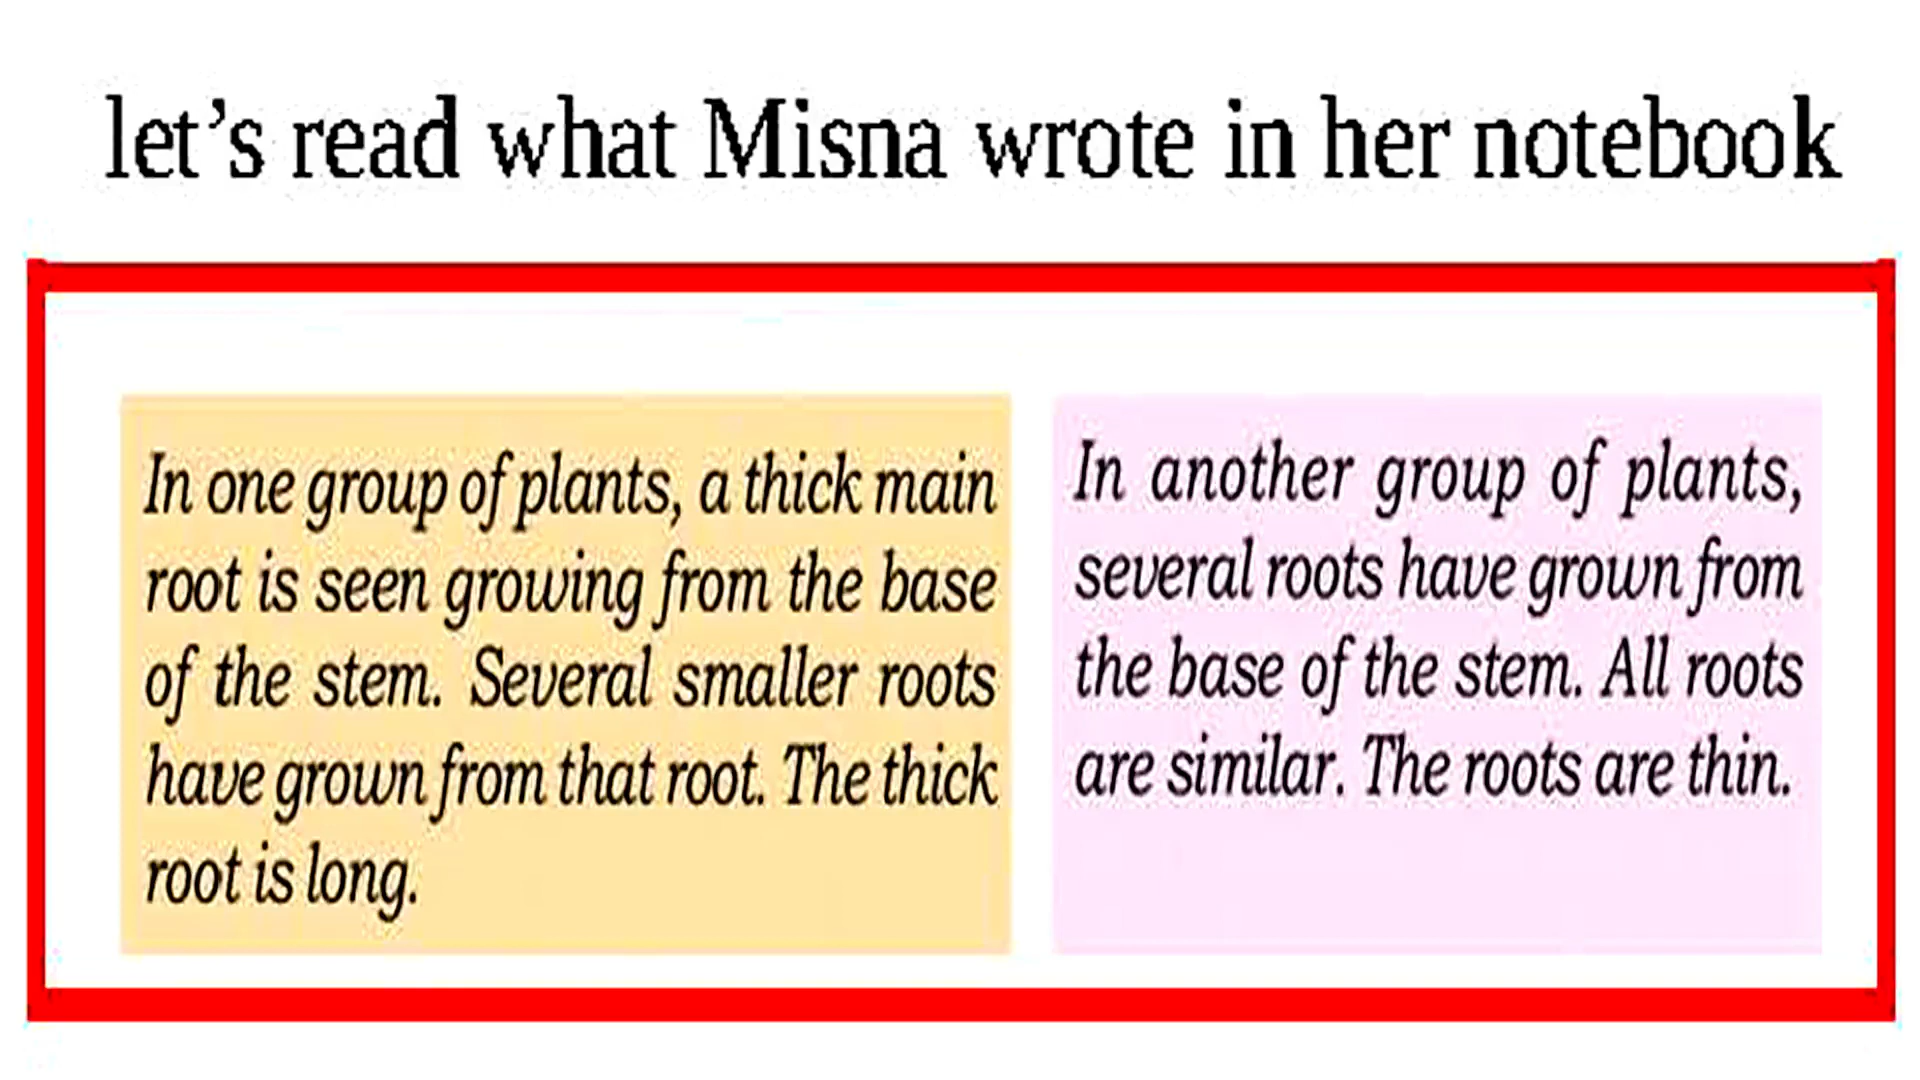 let’s read what Misna wrote in her notebook
In one group of plants, a thick main
root is seen growing from the base
of the stem. Several smaller roots
have grown from that root. The thick
root is long.
In another group of plants,
several roots have grown from
the base of the stem. All roots
are similar. The roots are thin.